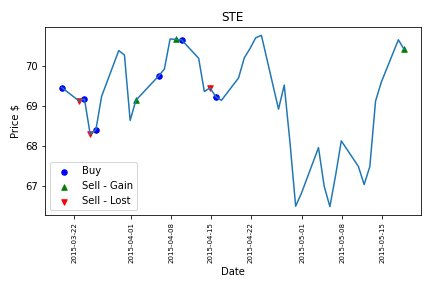 STE
Price $
70
69
68
67
Buy
Sell - Gain
Sell - Lost
2015-03-22
2015-04-01
2015-04-08
2015-04-15
2015-04-22
2015-05-01
2015-05-08
2015-05-15
Date